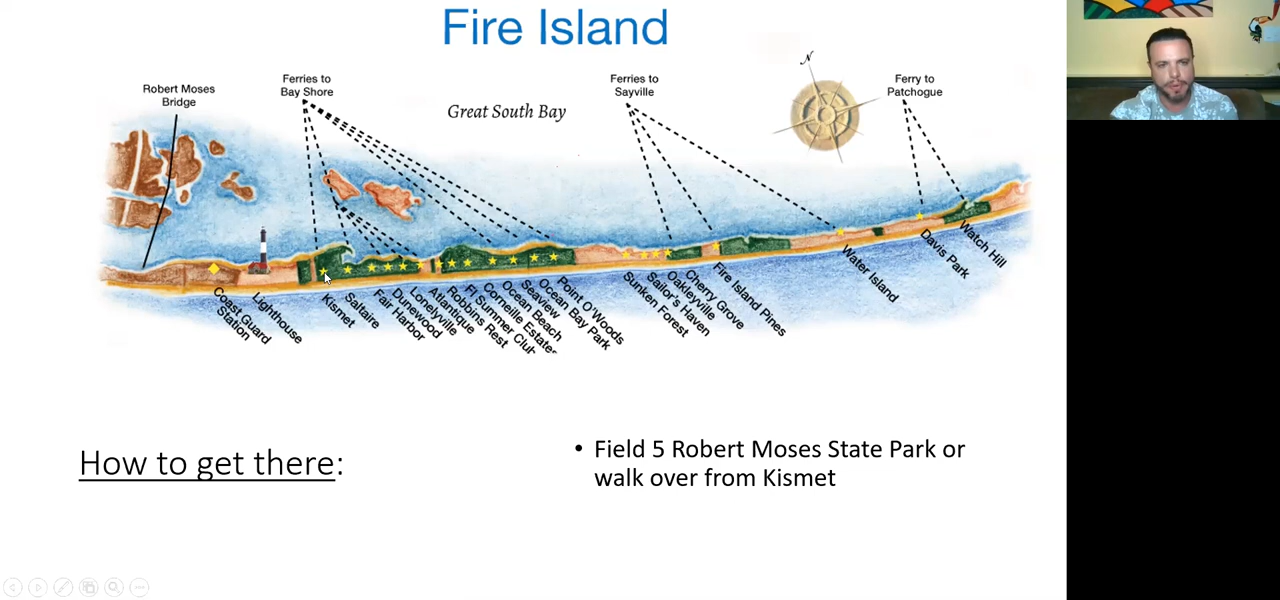 Fire Island
Robert Moses
Bridge
Ferries to
Bay Shore
Great South Bay
Ferries to
Sayville
N
Ferry to
Patchogue
Coast Guard
Station
Lighthouse
Kismet
Saltaire
Fair Harbor
Dunewood
Lonelyville
Atlantique
Robbins Rest
FI Summer Club
Corneille Estates
Ocean Beach
Seaview
Ocean Bay Park
Point O'Woods
Sunken Forest
Sailor's Haven
Oakleyville
Cherry Grove
Fire Island Pines
Water Island
Davis Park
Watch Hill
How to get there:
• Field 5 Robert Moses State Park or
walk over from Kismet